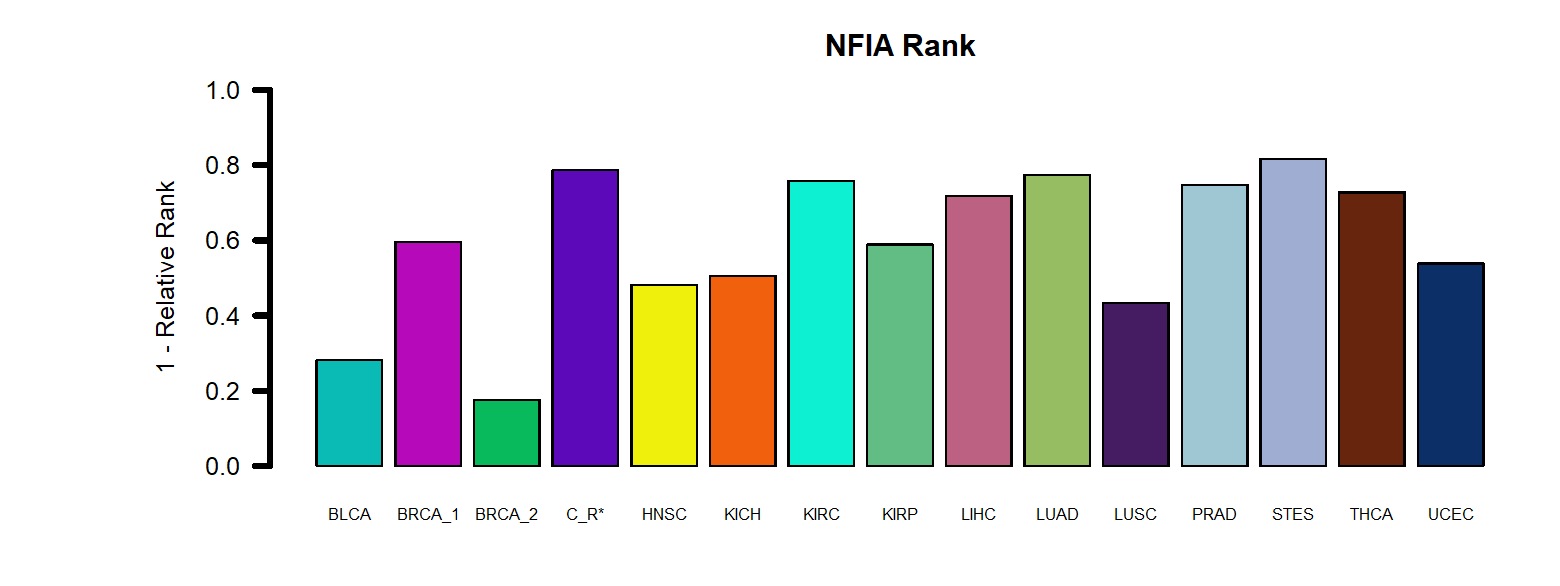 NFIA Rank
1 - Relative Rank
1.0
0.8
0.6
0.4
0.2
0.0
BLCA BRCA_1 BRCA_2 C_R* HNSC KICH KIRC KIRP LIHC LUAD LUSC PRAD STES THCA UCEC